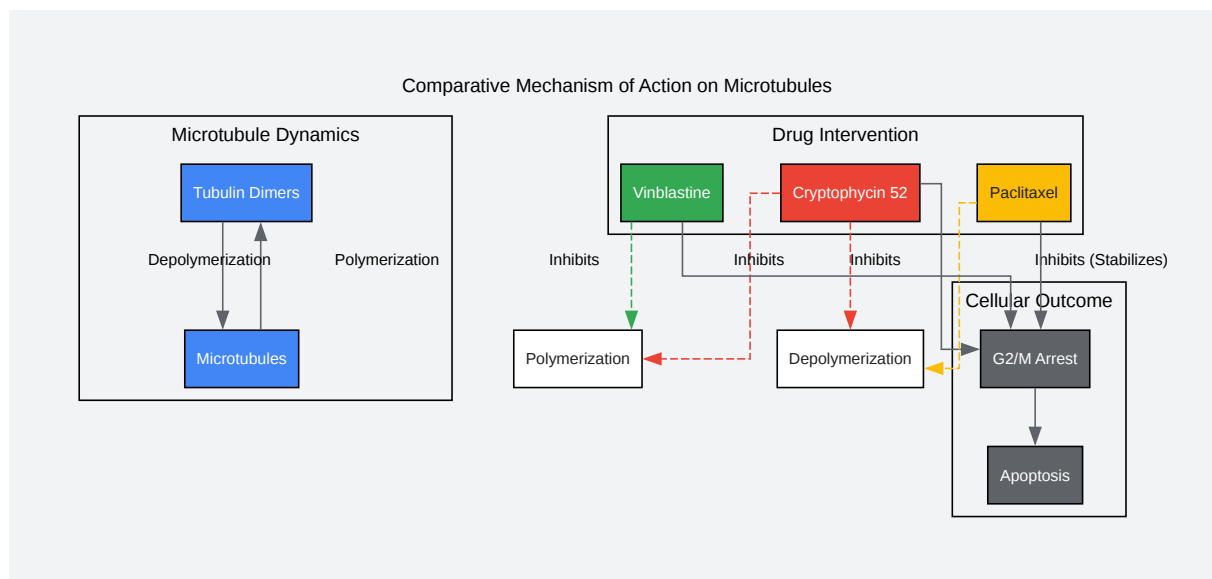 Comparative Mechanism of Action on Microtubules
Microtubule Dynamics
Tubulin Dimers
Depolymerization
Polymerization
Microtubules
Drug Intervention
Vinblastine
Cryptophycin 52
Paclitaxel
Inhibits
Inhibits
Inhibits
Inhibits (Stabilizes)
Polymerization
Depolymerization
Cellular Outcome
G2/M Arrest
Apoptosis